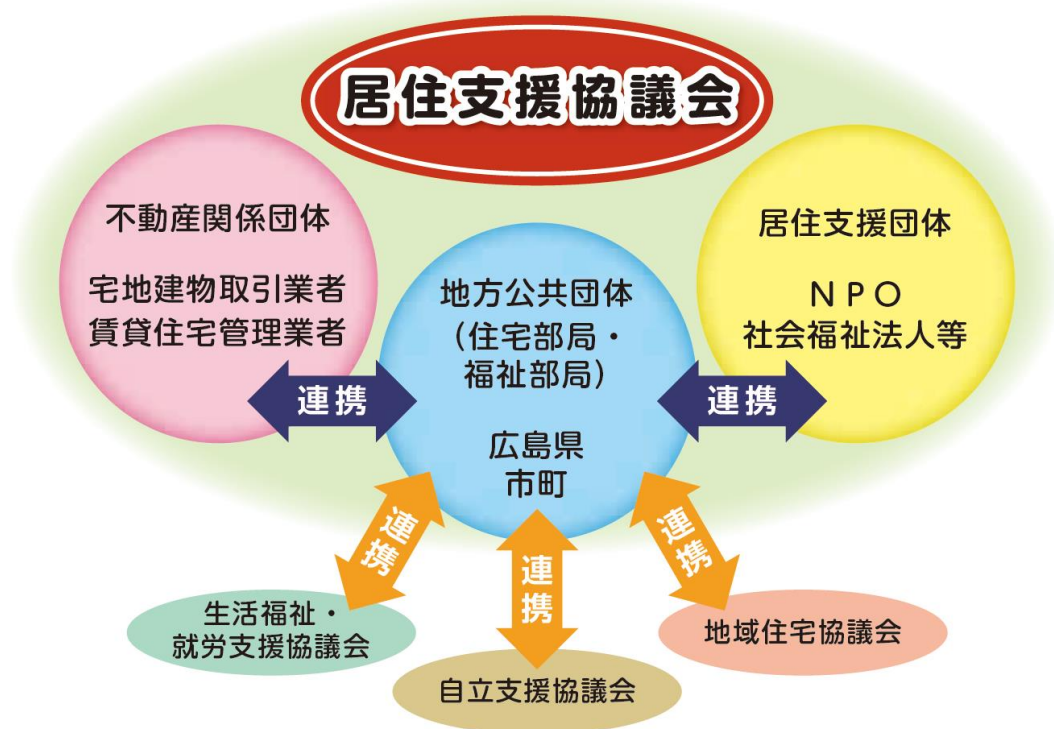 居住支援協議会
不動産関係団体
宅地建物取引業者
賃貸住宅管理業者
連携
地方公共団体
（住宅部局・
福祉部局）
広島県
市町
連携
居住支援団体
ＮＰＯ
社会福祉法人等
連携
連携
連携
生活福祉・
就労支援協議会
自立支援協議会
地域住宅協議会